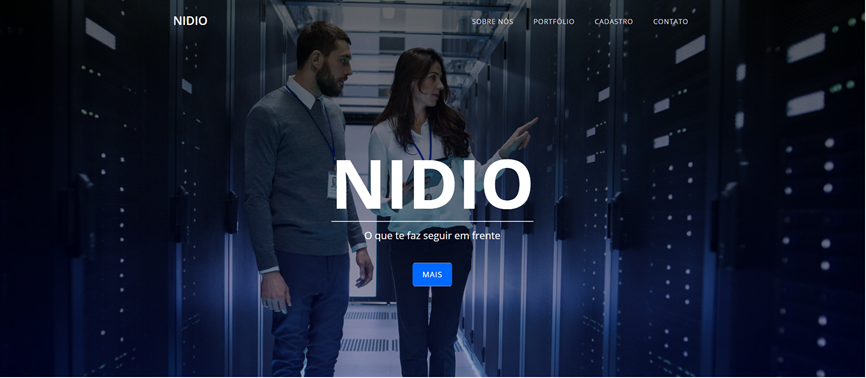 NIDIO
SOBRE NÓS PORTFÓLIO CADASTRO CONTATO
NIDIO
O que te faz seguir em frente
MAIS